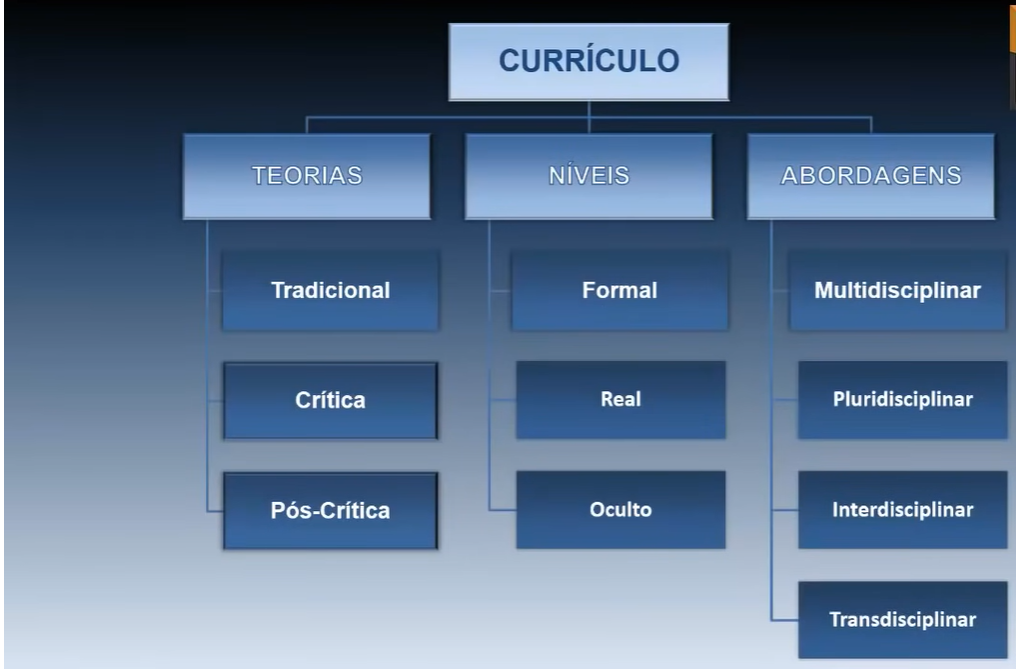 CURRÍCULO
TEORIAS
Tradicional
Crítica
Pós-Crítica
NÍVEIS
Formal
Real
Oculto
ABORDAGENS
Multidisciplinar
Pluridisciplinar
Interdisciplinar
Transdisciplinar